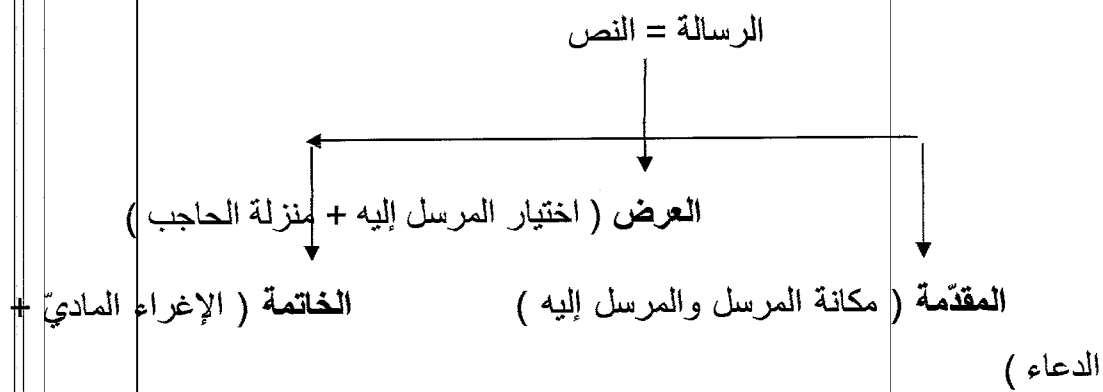 الرسالة = النص
العرض ( اختيار المرسل إليه + منزلة الحاجب )
المقدّمة ( مكانة المرسل والمرسل إليه ) الخاتمة ( الإغراء الماديّ +
الدعاء )